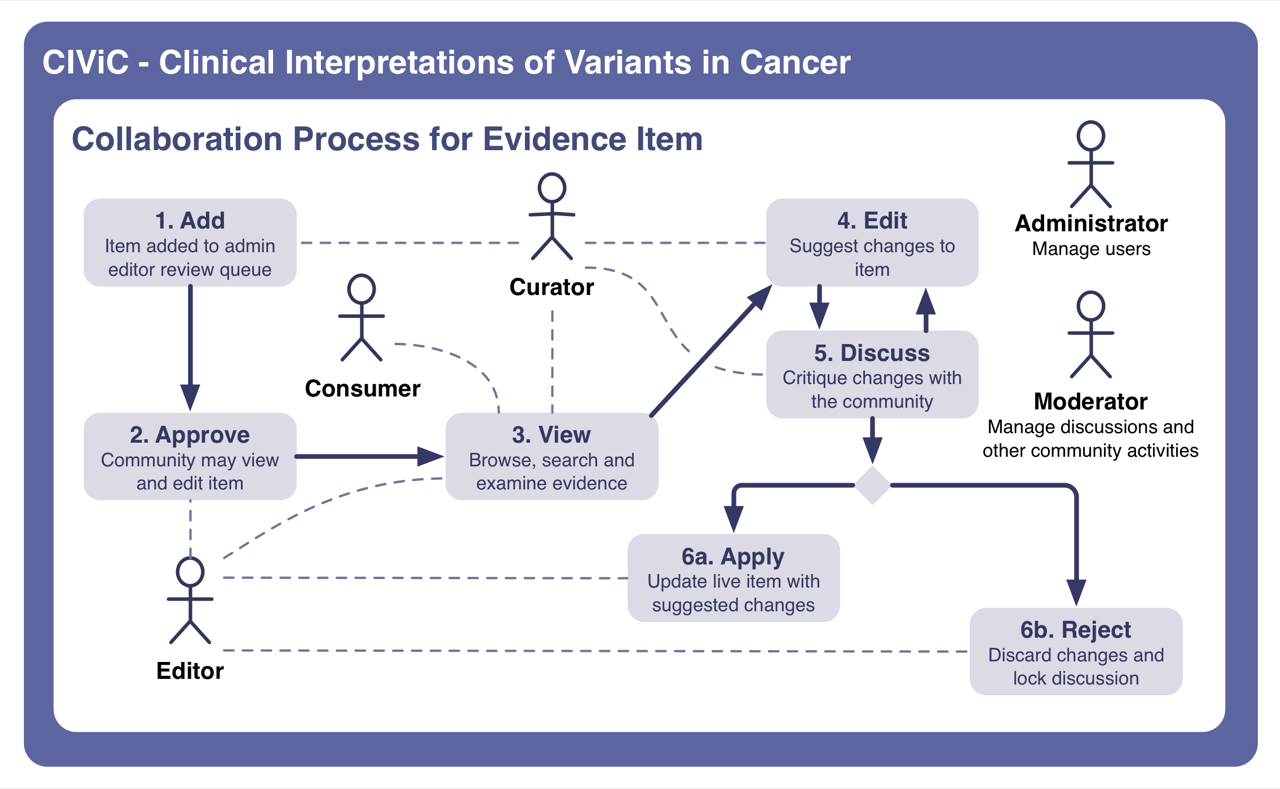 CIViC - Clinical Interpretations of Variants in Cancer
Collaboration Process for Evidence Item
1. Add
Item added to admin
editor review queue
Curator
4. Edit
Suggest changes to
item
Administrator
Manage users
Consumer
5. Discuss
Critique changes with
the community
Moderator
Manage discussions and
other community activities
2. Approve
Community may view
and edit item
3. View
Browse, search and
examine evidence
6a. Apply
Update live item with
suggested changes
Editor
6b. Reject
Discard changes and
lock discussion